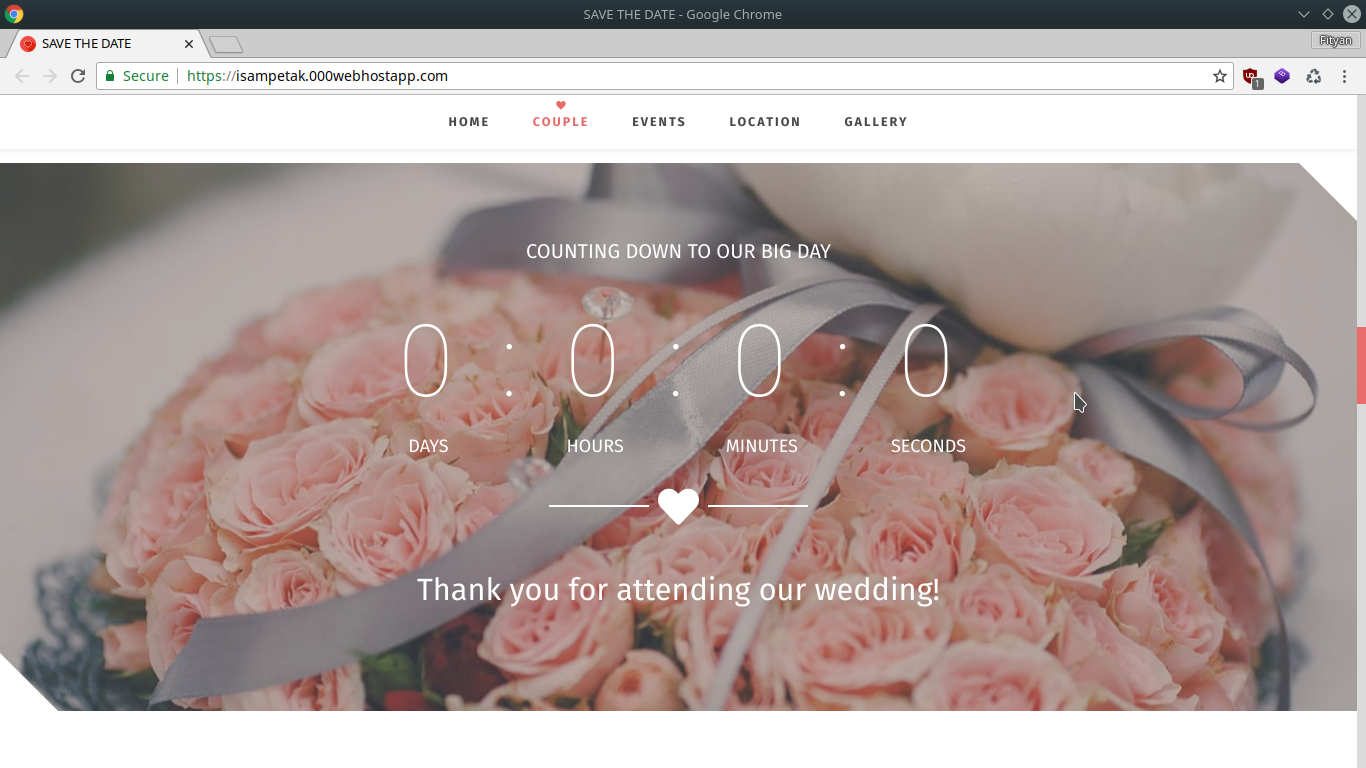 SAVE THE DATE - Google Chrome
SAVE THE DATE
Fityan
Secure https://isampetak.000webhostapp.com
1
HOME COUPLE EVENTS LOCATION GALLERY
COUNTING DOWN TO OUR BIG DAY
0 : 0 : 0 : 0
DAYS HOURS MINUTES SECONDS
Thank you for attending our wedding!